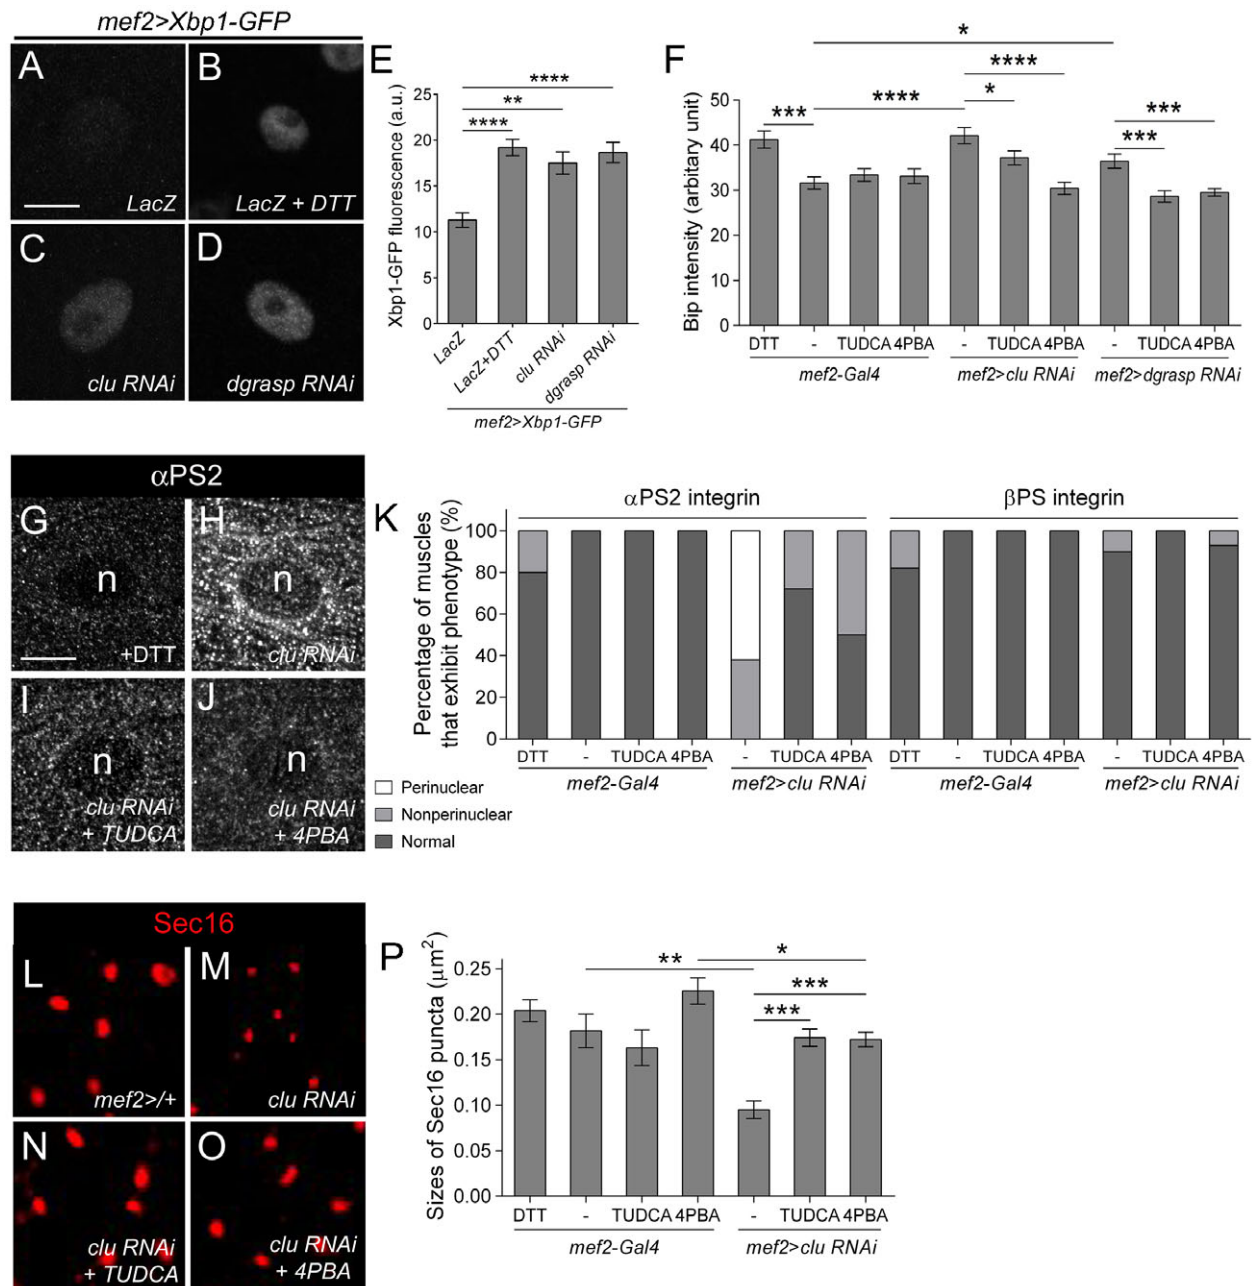 mef2>Xbp1-GFP
A
LacZ
B
LacZ + DTT
C
clu RNAi
D
dgrasp RNAi
E
Xbp1-GFP fluorescence (a.u.)
25
20
15
10
5
0
****
**
****
LacZ
LacZ+DTT
clu RNAi
dgrasp RNAi
mef2>Xbp1-GFP
F
Bip intensity (arbitary unit)
50
40
30
20
10
0
*
****
***
****
*
***
***
DTT - TUDCA 4PBA - TUDCA 4PBA - TUDCA 4PBA
mef2-Gal4 mef2>clu RNAi mef2>dgrasp RNAi
αPS2
G
n
+DTT
H
n
clu RNAi
I
n
clu RNAi
+ TUDCA
J
n
clu RNAi
+ 4PBA
K
αPS2 integrin βPS integrin
Percentage of muscles
that exhibit phenotype (%)
100
80
60
40
20
0
DTT - TUDCA 4PBA - TUDCA 4PBA DTT - TUDCA 4PBA - TUDCA 4PBA
mef2-Gal4 mef2>clu RNAi mef2-Gal4 mef2>clu RNAi
Perinuclear
Nonperinuclear
Normal
Sec16
L
mef2>/+
M
clu RNAi
N
clu RNAi
+ TUDCA
O
clu RNAi
+ 4PBA
P
Sizes of Sec16 puncta (μm²)
0.25
0.20
0.15
0.10
0.05
0.00
**
*
***
***
DTT - TUDCA 4PBA - TUDCA 4PBA
mef2-Gal4 mef2>clu RNAi